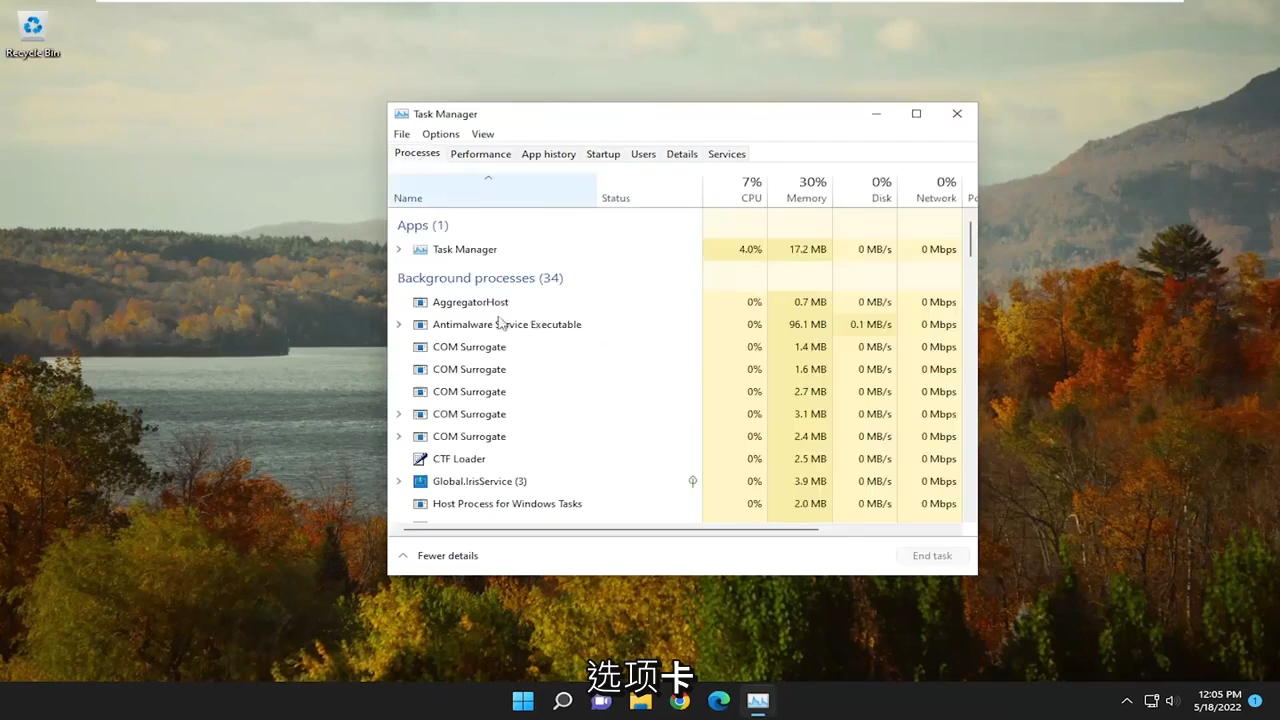 Recycle Bin
Task Manager
File Options View
Processes Performance App history Startup Users Details Services
7% 30% 0% 0%
Name Status CPU Memory Disk Network Po
Apps (1)
Task Manager 4.0% 17.2 MB 0 MB/s 0 Mbps
Background processes (34)
AggregatorHost 0% 0.7 MB 0 MB/s 0 Mbps
Antimalware Service Executable 0% 96.1 MB 0.1 MB/s 0 Mbps
COM Surrogate 0% 1.4 MB 0 MB/s 0 Mbps
COM Surrogate 0% 1.6 MB 0 MB/s 0 Mbps
COM Surrogate 0% 2.7 MB 0 MB/s 0 Mbps
COM Surrogate 0% 3.1 MB 0 MB/s 0 Mbps
COM Surrogate 0% 2.4 MB 0 MB/s 0 Mbps
CTF Loader 0% 2.5 MB 0 MB/s 0 Mbps
Global.IrisService (3) 0% 3.9 MB 0 MB/s 0 Mbps
Host Process for Windows Tasks 0% 2.0 MB 0 MB/s 0 Mbps
Fewer details End task
选项卡
12:05 PM
5/18/2022
1